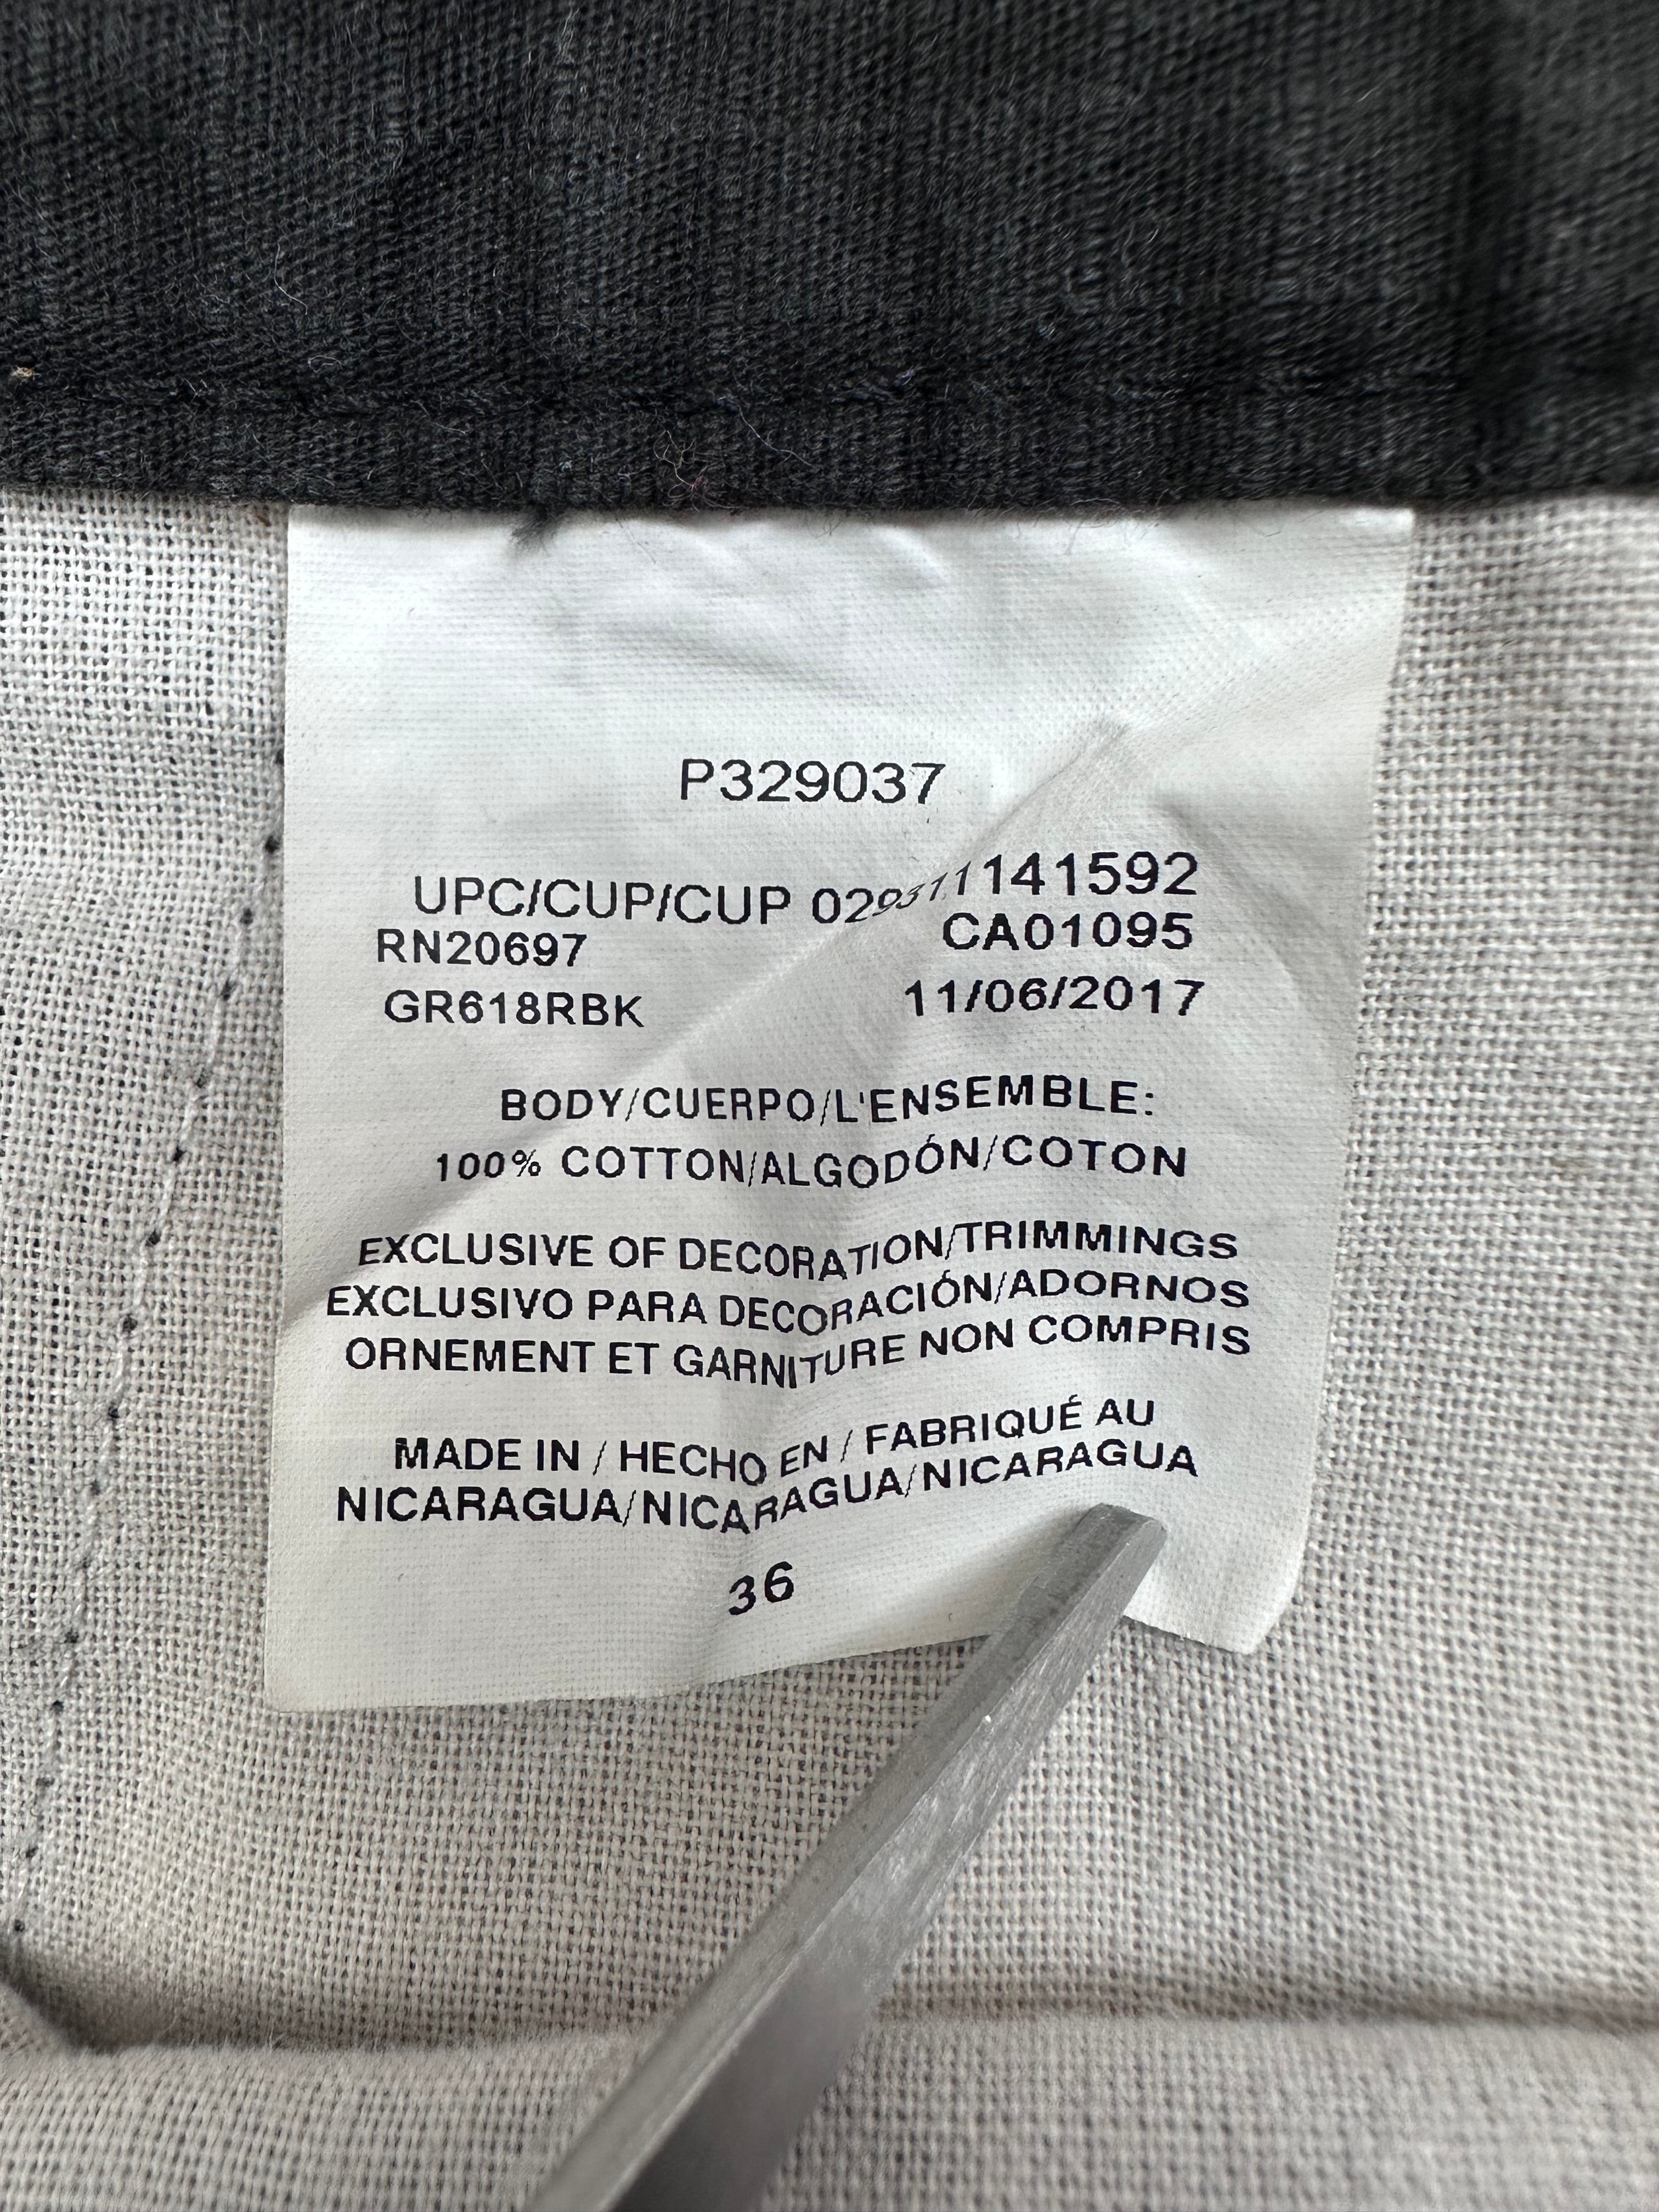 P329037
UPC/CUP/CUP 029311141592
RN20697 CA01095
GR618RBK 11/06/2017
BODY/CUERPO/L'ENSEMBLE:
100% COTTON/ALGODÓN/COTON
EXCLUSIVE OF DECORATION/TRIMMINGS
EXCLUSIVO PARA DECORACIÓN/ADORNOS
ORNEMENT ET GARNITURE NON COMPRIS
MADE IN / HECHO EN / FABRIQUÉ AU
NICARAGUA/NICARAGUA/NICARAGUA
36